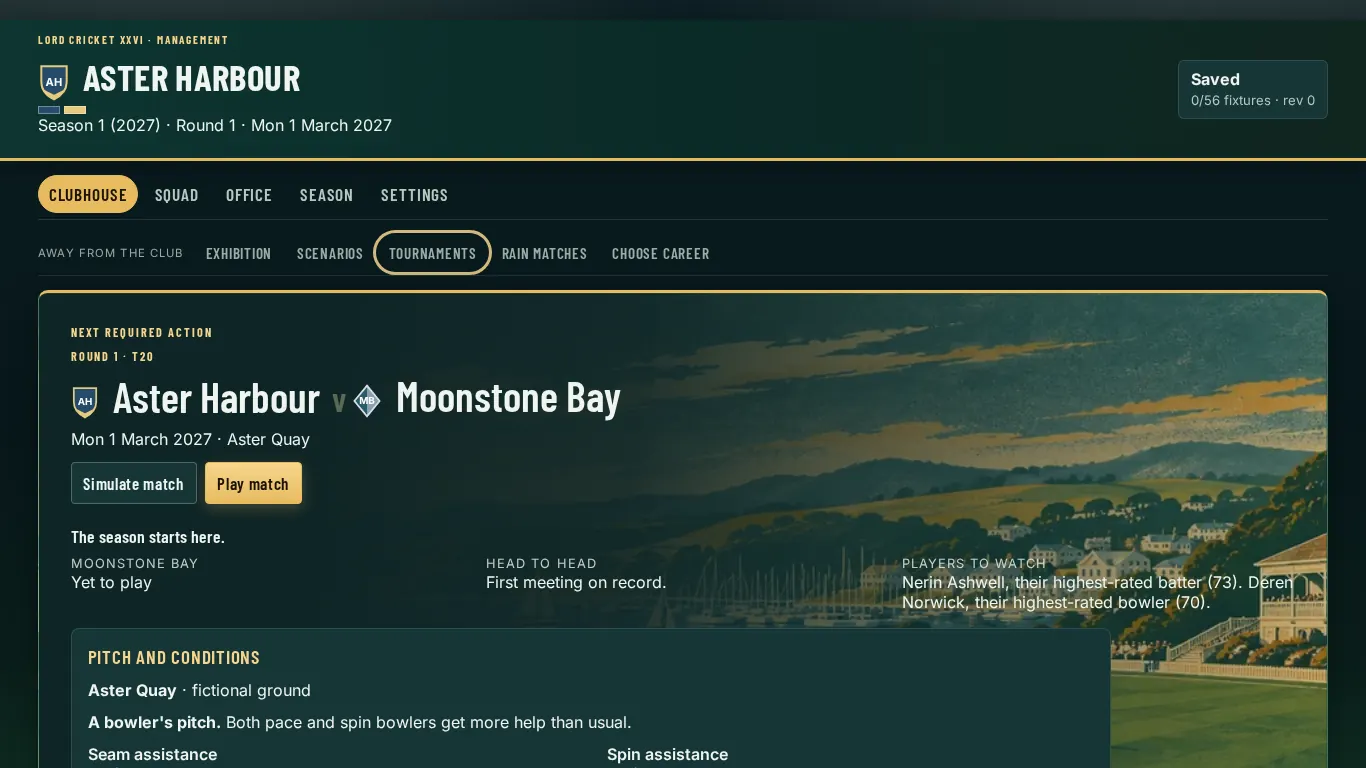 LORD CRICKET XXVI · MANAGEMENT
AH ASTER HARBOUR
Season 1 (2027) · Round 1 · Mon 1 March 2027
Saved
0/56 fixtures · rev 0
CLUBHOUSE SQUAD OFFICE SEASON SETTINGS
AWAY FROM THE CLUB EXHIBITION SCENARIOS TOURNAMENTS RAIN MATCHES CHOOSE CAREER
NEXT REQUIRED ACTION
ROUND 1 · T20
AH Aster Harbour v MB Moonstone Bay
Mon 1 March 2027 · Aster Quay
Simulate match Play match
The season starts here.
MOONSTONE BAY
Yet to play
HEAD TO HEAD
First meeting on record.
PLAYERS TO WATCH
Nerin Ashwell, their highest-rated batter (73). Deren
Norwick, their highest-rated bowler (70).
PITCH AND CONDITIONS
Aster Quay · fictional ground
A bowler's pitch. Both pace and spin bowlers get more help than usual.
Seam assistance Spin assistance